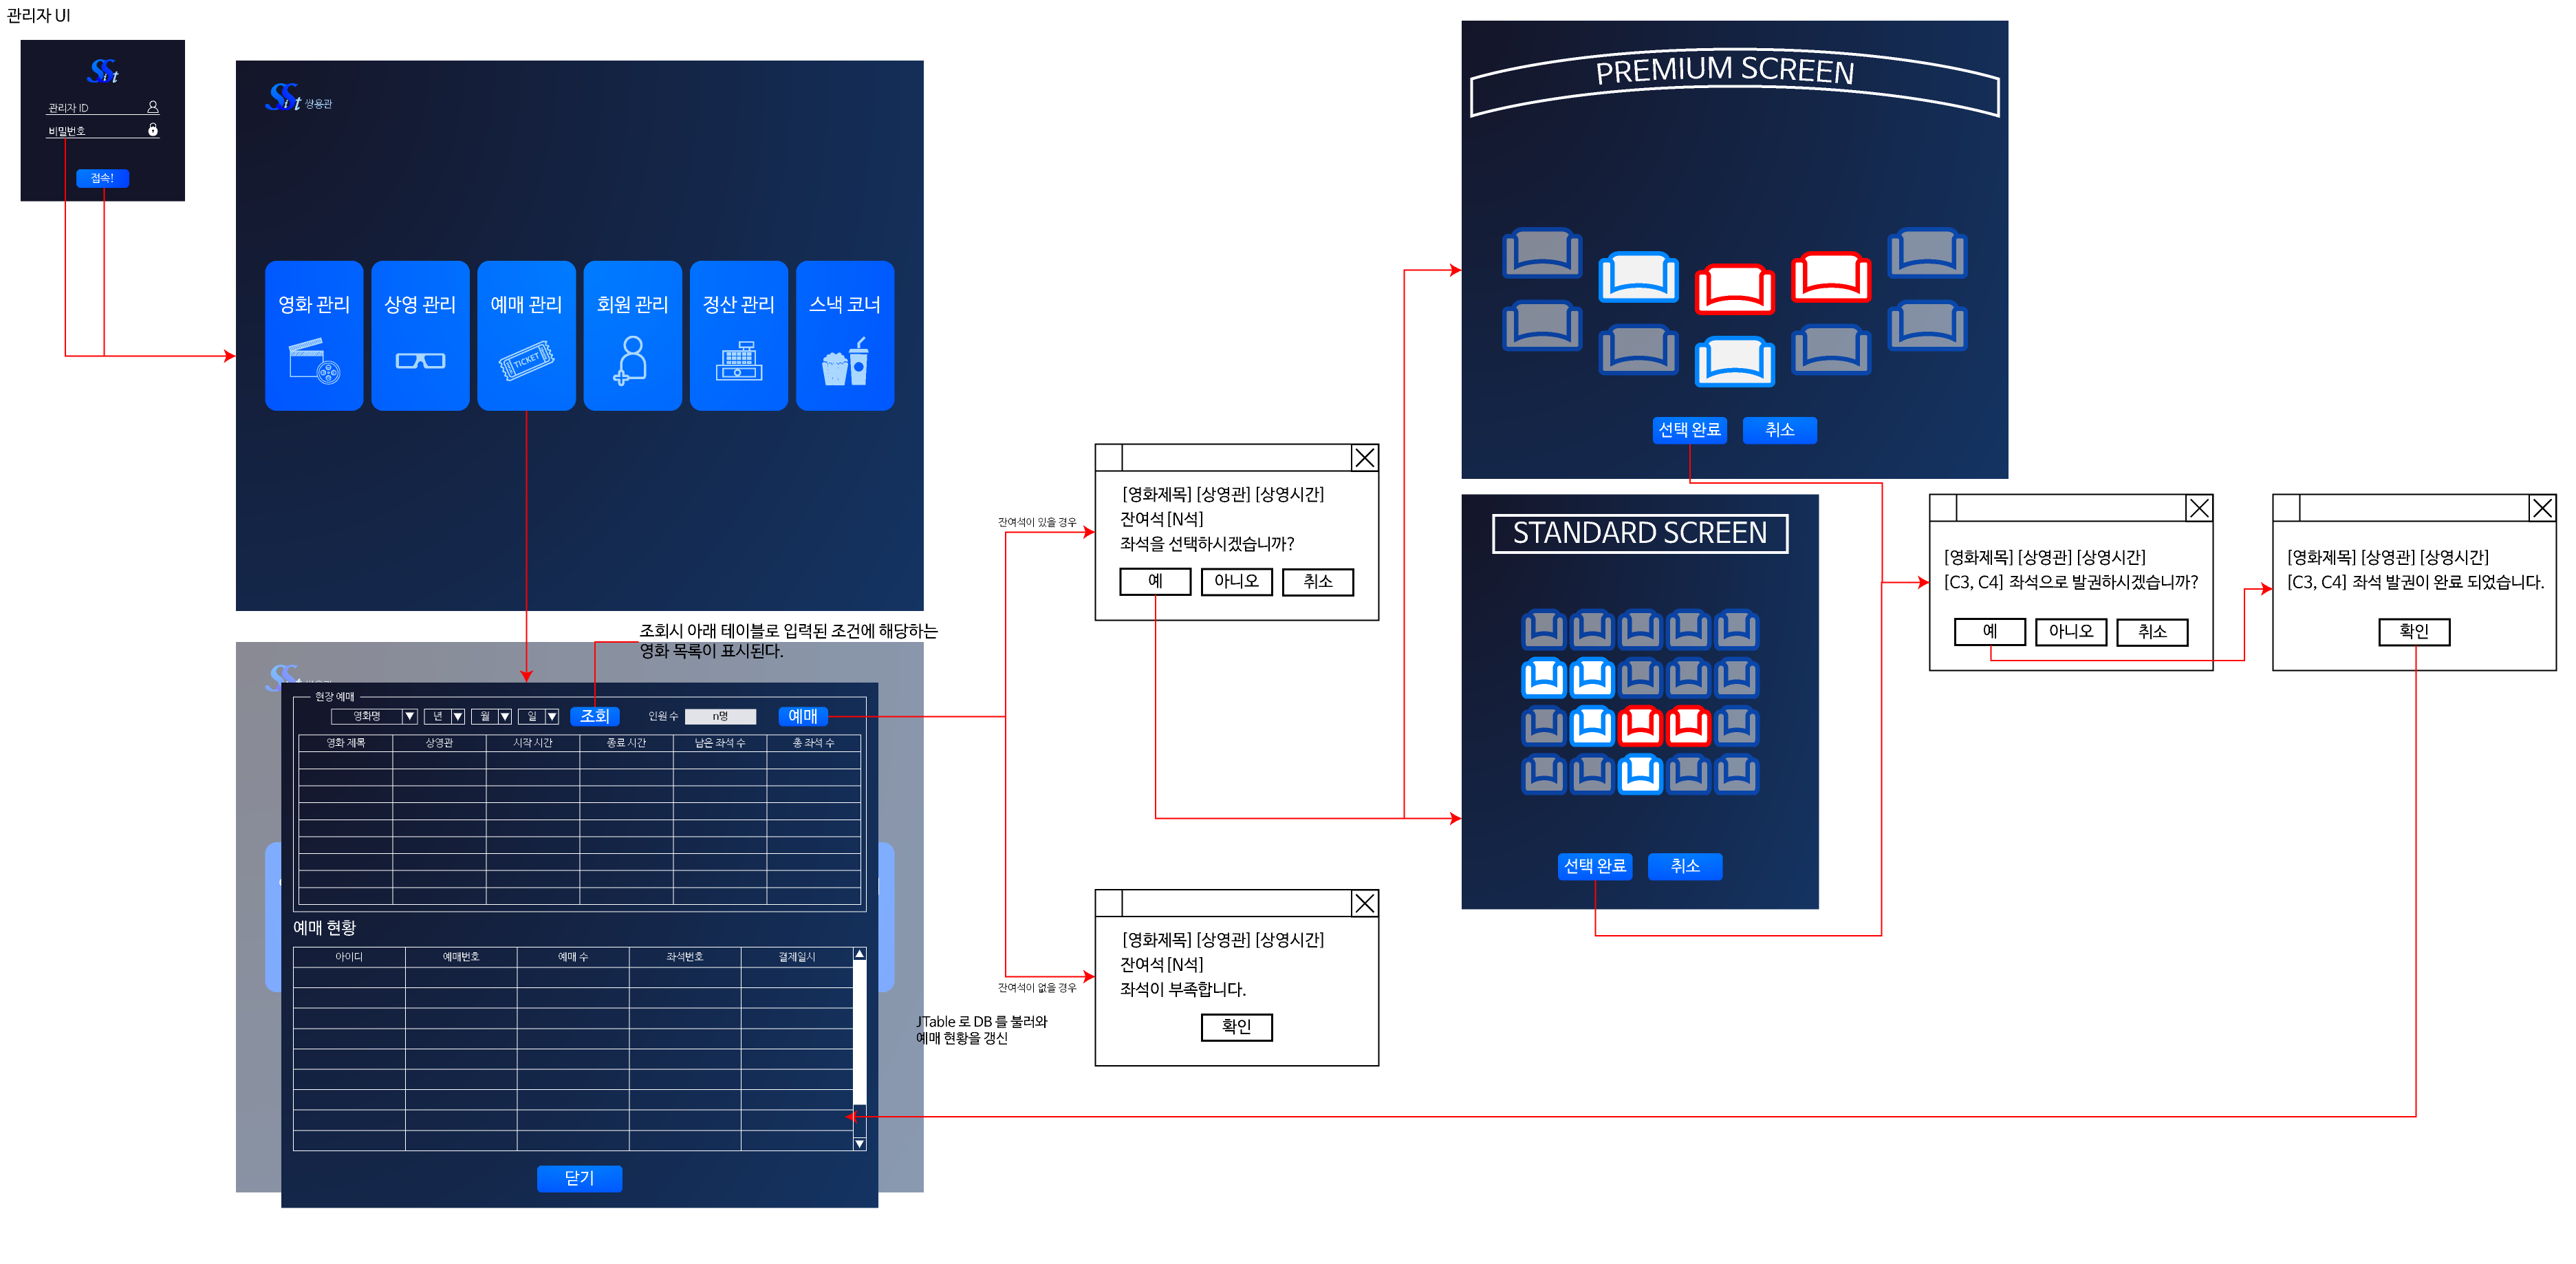 관리자 UI
SSit
관리자 ID
비밀번호
접속!
SSit 쌍용관
영화 관리
상영 관리
예매 관리
회원 관리
정산 관리
스낵 코너
TICKET
조회시 아래 테이블로 입력된 조건에 해당하는
영화 목록이 표시된다.
현장 예매
영화명 ▼ 년 ▼ 월 ▼ 일 ▼ 조회 인원 수 n명 예매
영화 제목 상영관 시작 시간 종료 시간 남은 좌석 수 총 좌석 수
예매 현황
아이디 예매번호 예매 수 좌석번호 결제일시
닫기
잔여석이 있을 경우
[영화제목] [상영관] [상영시간]
잔여석 [N석]
좌석을 선택하시겠습니까?
예 아니오 취소
잔여석이 없을 경우
[영화제목] [상영관] [상영시간]
잔여석 [N석]
좌석이 부족합니다.
확인
JTable 로 DB 를 불러와
예매 현황을 갱신
PREMIUM SCREEN
선택 완료 취소
STANDARD SCREEN
선택 완료 취소
[영화제목] [상영관] [상영시간]
[C3, C4] 좌석으로 발권하시겠습니까?
예 아니오 취소
[영화제목] [상영관] [상영시간]
[C3, C4] 좌석 발권이 완료 되었습니다.
확인